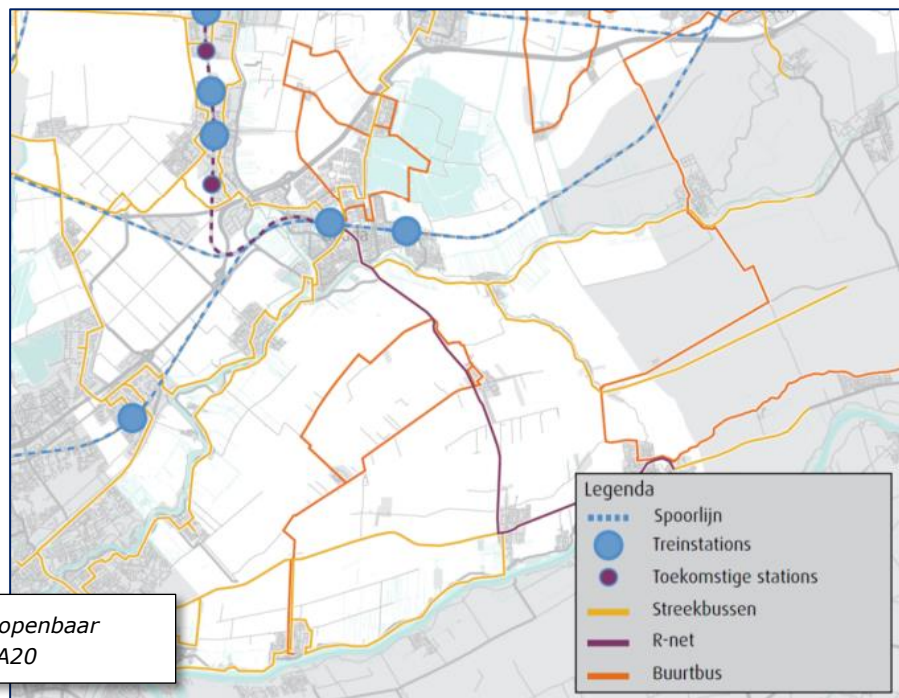 Legenda
Spoorlijn
Treinstations
Toekomstige stations
Streekbussen
R-net
Buurtbus
openbaar
A20